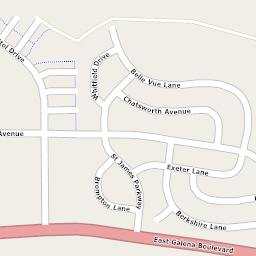 Drive
Whitfield Drive
Belle Vue Lane
Chatsworth Avenue
Avenue
St James Parkway
Exeter Lane
Brompton Lane
Berkshire Lane
East Galena Boulevard